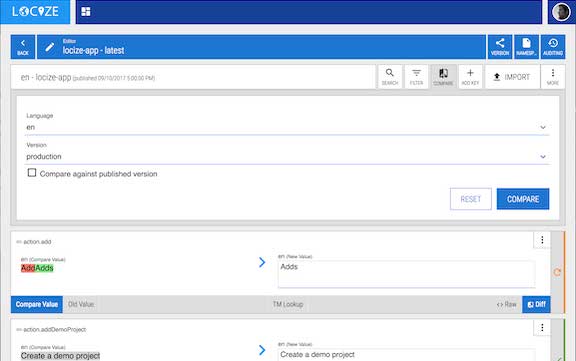 LOCIZE
BACK
Editor
locize-app - latest
VERSION
NAMESP..
AUDITING
en - locize-app (published 09/10/2017 5:00:00 PM)
SEARCH
FILTER
COMPARE
ADD KEY
IMPORT
MORE
Language
en
Version
production
Compare against published version
RESET
COMPARE
action.add
en (Compare Value)
AddAdds
en (New Value)
Adds
Compare Value
Old Value
TM Lookup
<> Raw
Diff
action.addDemoProject
en (Compare Value)
Create a demo project
en (New Value)
Create a demo project